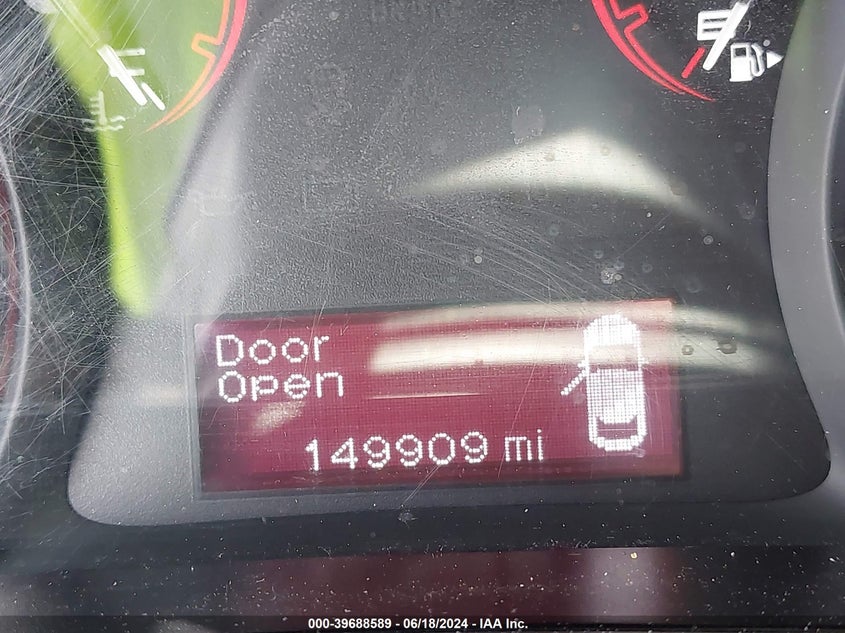 Door
Open
149909 mi
000-39688589 - 06/18/2024 - IAA Inc.